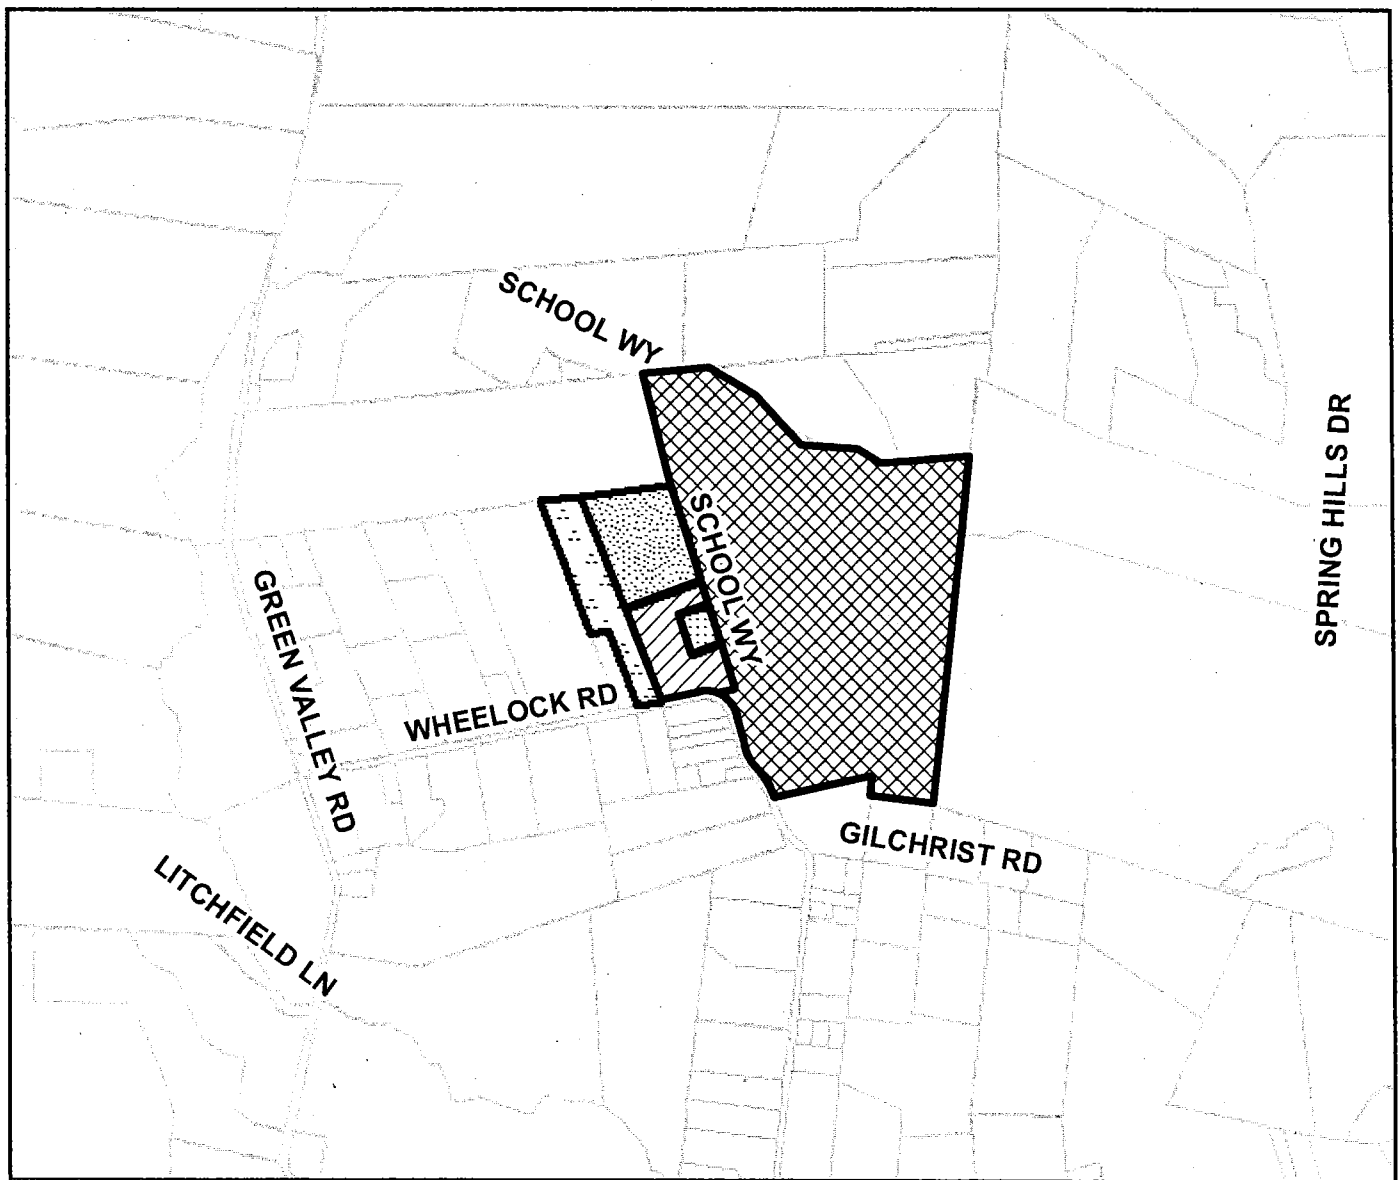 SCHOOL WY
SCHOOL WY
SPRING HILLS DR
GREEN VALLEY RD
WHEELOCK RD
GILCHRIST RD
LITCHFIELD LN